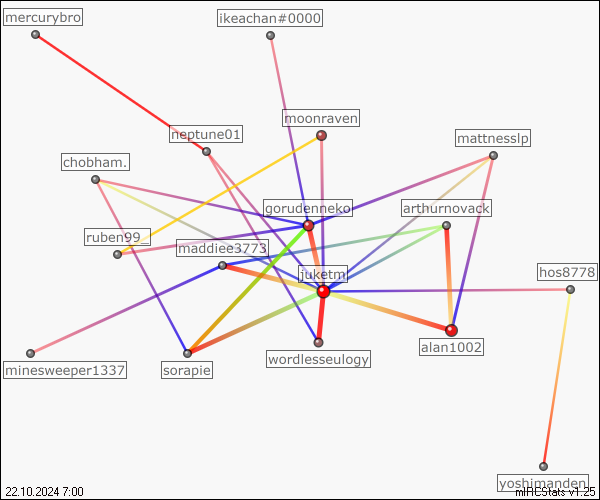 mercurybro
ikeachan#0000
moonraven
neptune01
mattnesslp
chobham.
gorudenneko
arthurnovack
ruben99_
maddiee3773
juketm
hos8778
alan1002
wordlesseulogy
minesweeper1337
sorapie
yoshimanden
22.10.2024 7:00
mIRCStats v1.25